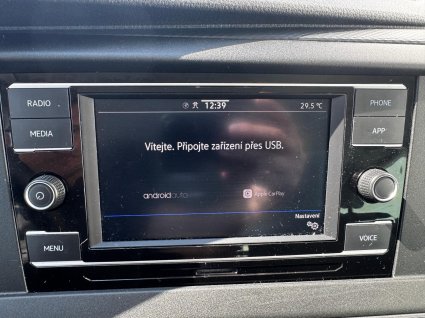 RADIO
MEDIA
12:39
29.5 °C
PHONE
APP
Vítejte. Připojte zařízení přes USB.
androidauto
Apple CarPlay
Nastavení
MENU
VOICE